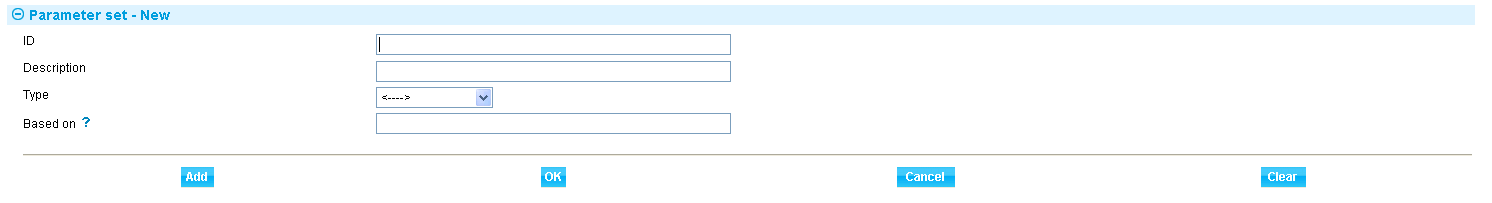 Parameter set - New
ID
Description
Type <---->
Based on ?
Add OK Cancel Clear